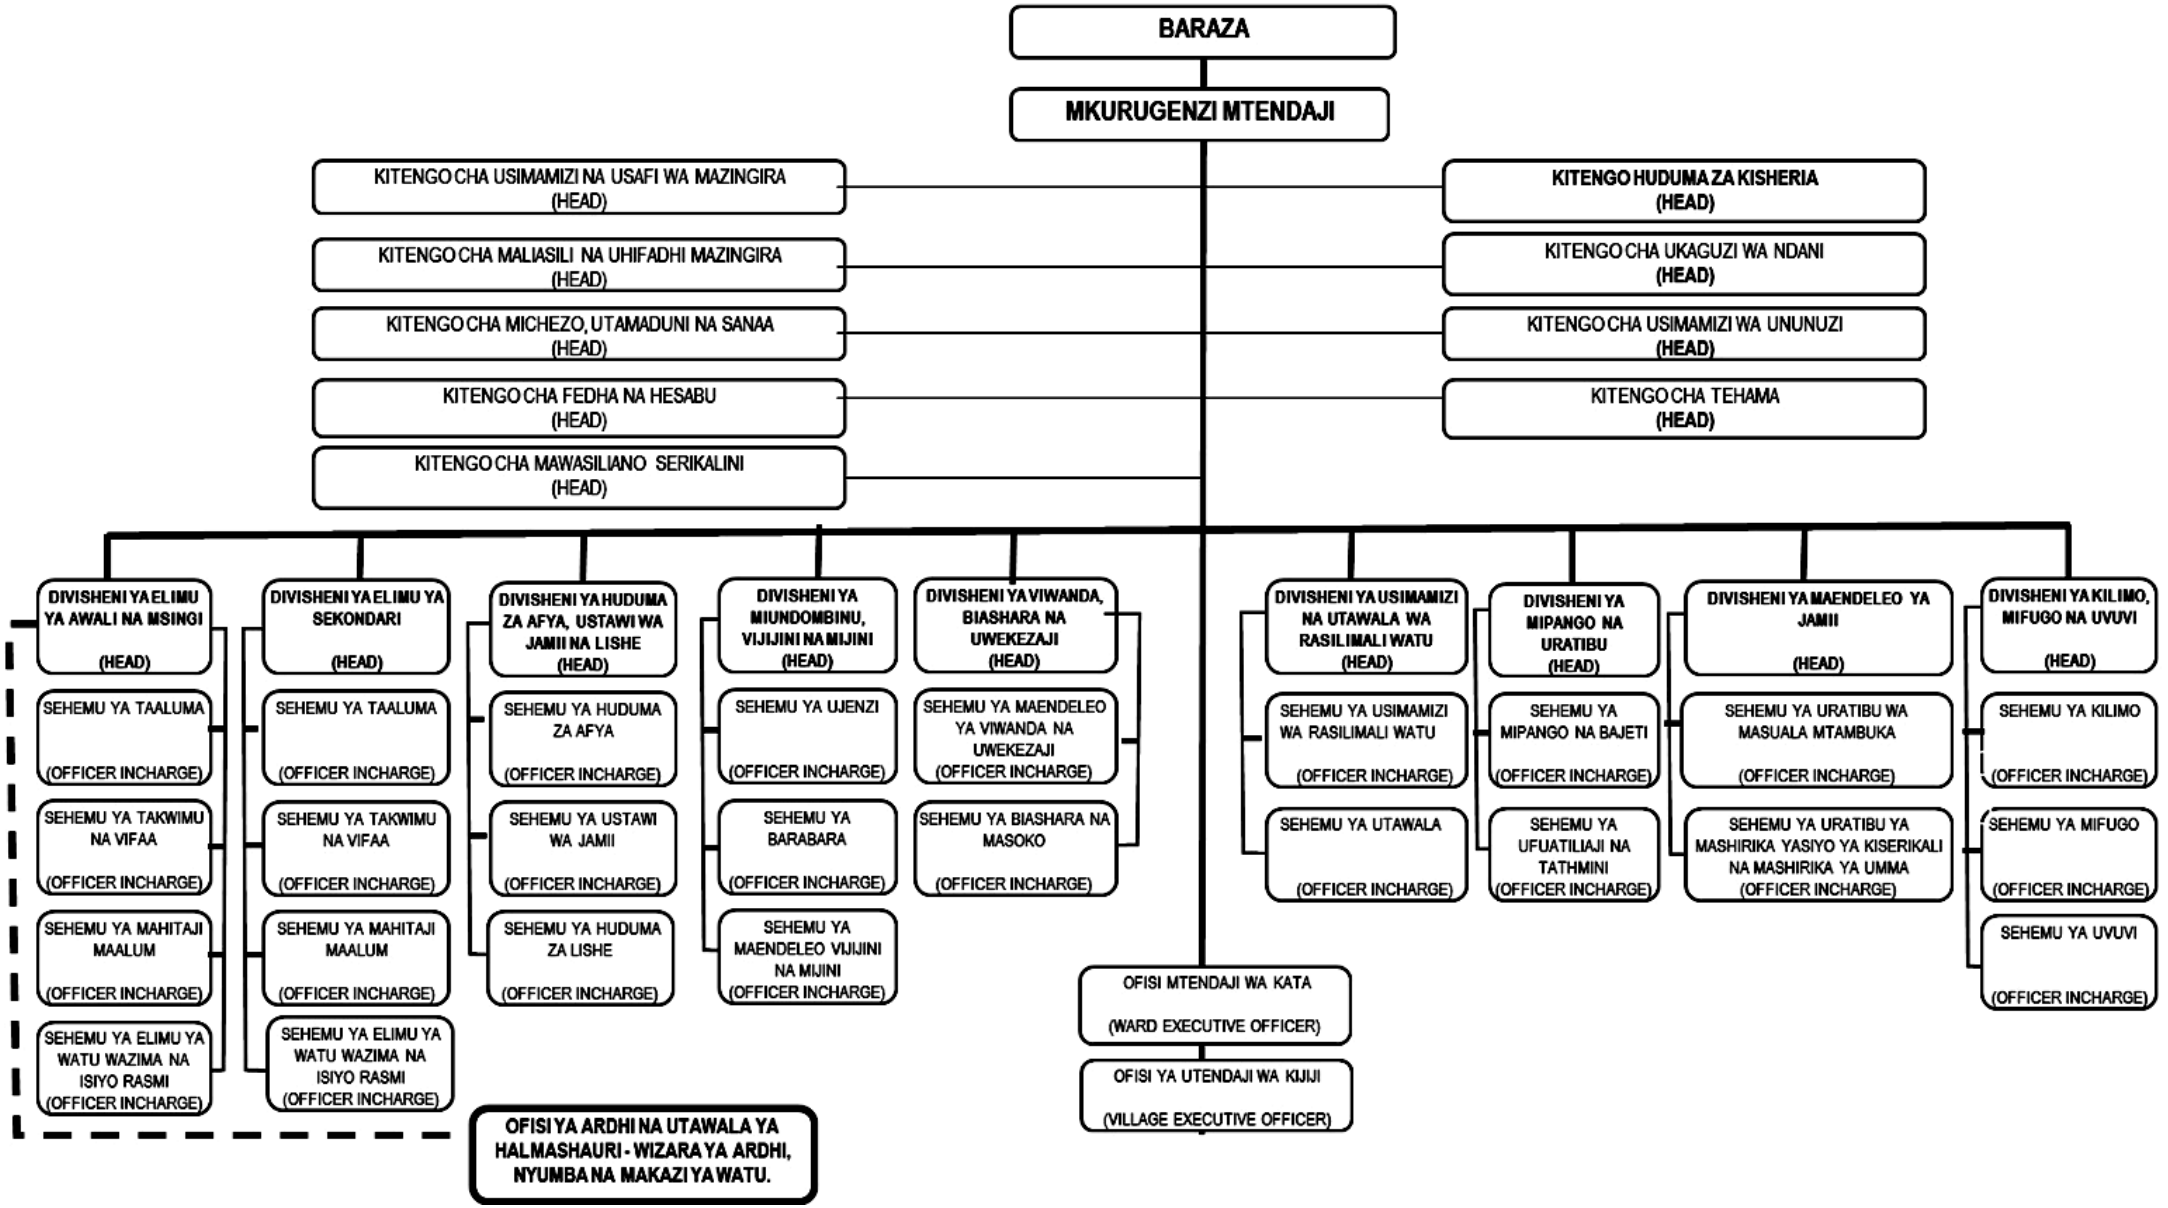 BARAZA
MKURUGENZI MTENDAJI
KITENGO CHA USIMAMIZI NA USAFI WA MAZINGIRA
(HEAD)
KITENGO HUDUMA ZA KISHERIA
(HEAD)
KITENGO CHA MALIASILI NA UHIFADHI MAZINGIRA
(HEAD)
KITENGO CHA UKAGUZI WA NDANI
(HEAD)
KITENGO CHA MICHEZO, UTAMADUNI NA SANAA
(HEAD)
KITENGO CHA USIMAMIZI WA UNUNUZI
(HEAD)
KITENGO CHA FEDHA NA HESABU
(HEAD)
KITENGO CHA TEHAMA
(HEAD)
KITENGO CHA MAWASILIANO SERIKALINI
(HEAD)
DIVISHENI YA ELIMU
YA AWALI NA MSINGI
(HEAD)
SEHEMU YA TAALUMA
(OFFICER INCHARGE)
SEHEMU YA TAKWIMU
NA VIFAA
(OFFICER INCHARGE)
SEHEMU YA MAHITAJI
MAALUM
(OFFICER INCHARGE)
SEHEMU YA ELIMU YA
WATU WAZIMA NA
ISIYO RASMI
(OFFICER INCHARGE)
DIVISHENI YA ELIMU YA
SEKONDARI
(HEAD)
SEHEMU YA TAALUMA
(OFFICER INCHARGE)
SEHEMU YA TAKWIMU
NA VIFAA
(OFFICER INCHARGE)
SEHEMU YA MAHITAJI
MAALUM
(OFFICER INCHARGE)
SEHEMU YA ELIMU YA
WATU WAZIMA NA
ISIYO RASMI
(OFFICER INCHARGE)
DIVISHENI YA HUDUMA
ZA AFYA, USTAWI WA
JAMII NA LISHE
(HEAD)
SEHEMU YA HUDUMA
ZA AFYA
(OFFICER INCHARGE)
SEHEMU YA USTAWI
WA JAMII
(OFFICER INCHARGE)
SEHEMU YA HUDUMA
ZA LISHE
(OFFICER INCHARGE)
DIVISHENI YA
MIUNDOMBINU,
VIJIJINI NA MIJINI
(HEAD)
SEHEMU YA UJENZI
(OFFICER INCHARGE)
SEHEMU YA
BARABARA
(OFFICER INCHARGE)
SEHEMU YA
MAENDELEO VIJIJINI
NA MIJINI
(OFFICER INCHARGE)
DIVISHENI YA VIWANDA,
BIASHARA NA
UWEKEZAJI
(HEAD)
SEHEMU YA MAENDELEO
YA VIWANDA NA
UWEKEZAJI
(OFFICER INCHARGE)
SEHEMU YA BIASHARA NA
MASOKO
(OFFICER INCHARGE)
DIVISHENI YA USIMAMIZI
NA UTAWALA WA
RASILIMALI WATU
(HEAD)
SEHEMU YA USIMAMIZI
WA RASILIMALI WATU
(OFFICER INCHARGE)
SEHEMU YA UTAWALA
(OFFICER INCHARGE)
DIVISHENI YA
MIPANGO NA
URATIBU
(HEAD)
SEHEMU YA
MIPANGO NA BAJETI
(OFFICER INCHARGE)
SEHEMU YA
UFUATILIAJI NA
TATHMINI
(OFFICER INCHARGE)
DIVISHENI YA MAENDELEO YA
JAMII
(HEAD)
SEHEMU YA URATIBU WA
MASUALA MTAMBUKA
(OFFICER INCHARGE)
SEHEMU YA URATIBU YA
MASHIRIKA YASIYO YA KISERIKALI
NA MASHIRIKA YA UMMA
(OFFICER INCHARGE)
DIVISHENI YA KILIMO,
MIFUGO NA UVUVI
(HEAD)
SEHEMU YA KILIMO
(OFFICER INCHARGE)
SEHEMU YA MIFUGO
(OFFICER INCHARGE)
SEHEMU YA UVUVI
(OFFICER INCHARGE)
OFISI MTENDAJI WA KATA
(WARD EXECUTIVE OFFICER)
OFISI YA UTENDAJI WA KIJIJI
(VILLAGE EXECUTIVE OFFICER)
OFISI YA ARDHI NA UTAWALA YA
HALMASHAURI - WIZARA YA ARDHI,
NYUMBA NA MAKAZI YA WATU.